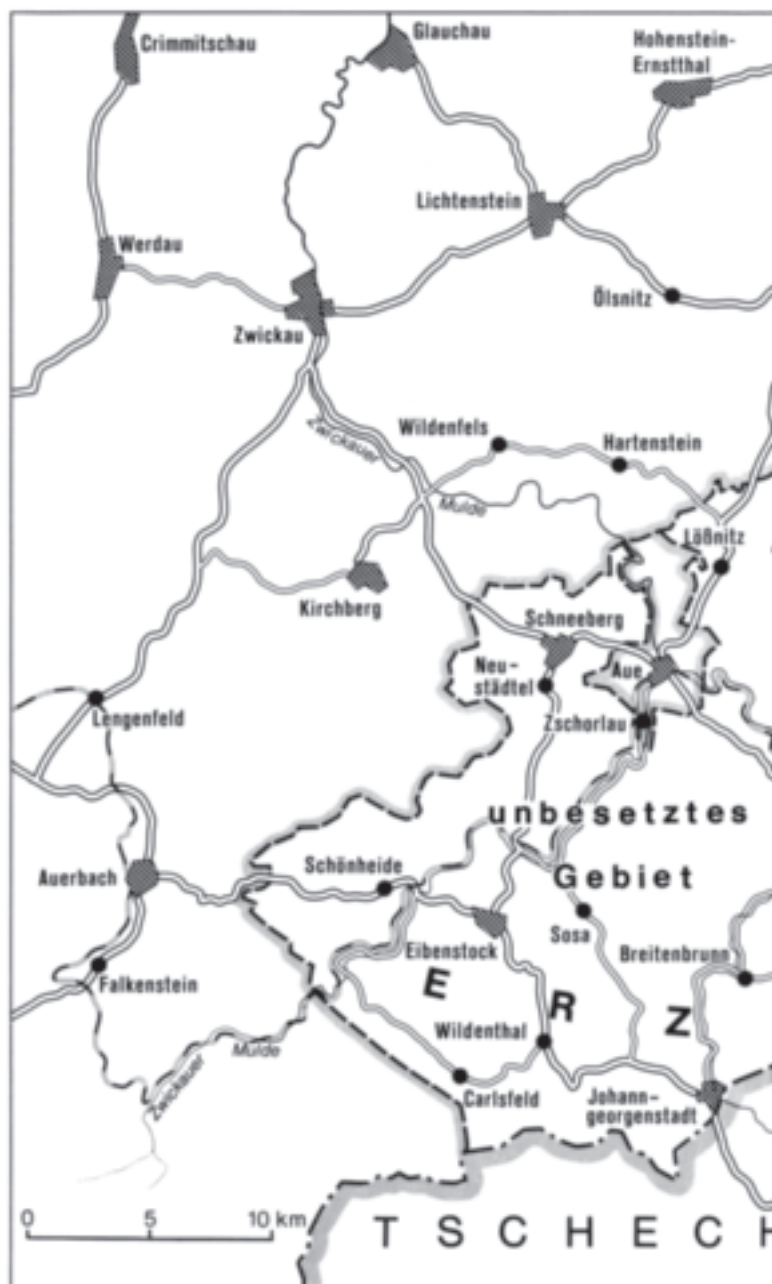 Crimmitschau
Glauchau
Hohenstein-
Ernstthal
Lichtenstein
Werdau
Ölsnitz
Zwickau
Zwickauer
Wildenfels
Hartenstein
Mulde
Lößnitz
Kirchberg
Schneeberg
Neu-
städtel
Aue
Lengenfeld
Zschorlau
unbesetztes
Gebiet
Schönheide
Auerbach
Sosa
Eibenstock
Breitenbrunn
Falkenstein
E R Z
Wildenthal
Mulde
Zwickauer
Carlsfeld
Johann-
georgenstadt
0 5 10 km
TSCHECH